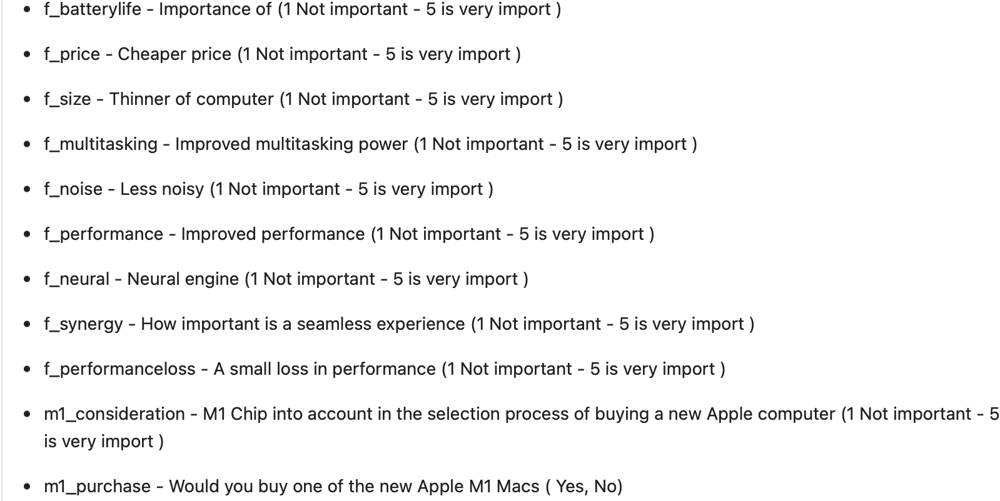 • f_batterylife - Importance of (1 Not important - 5 is very import )
• f_price - Cheaper price (1 Not important - 5 is very import )
• f_size - Thinner of computer (1 Not important - 5 is very import )
• f_multitasking - Improved multitasking power (1 Not important - 5 is very import )
• f_noise - Less noisy (1 Not important - 5 is very import )
• f_performance - Improved performance (1 Not important - 5 is very import )
• f_neural - Neural engine (1 Not important - 5 is very import )
• f_synergy - How important is a seamless experience (1 Not important - 5 is very import )
• f_performanceloss - A small loss in performance (1 Not important - 5 is very import )
• m1_consideration - M1 Chip into account in the selection process of buying a new Apple computer (1 Not important - 5
is very import )
• m1_purchase - Would you buy one of the new Apple M1 Macs ( Yes, No)